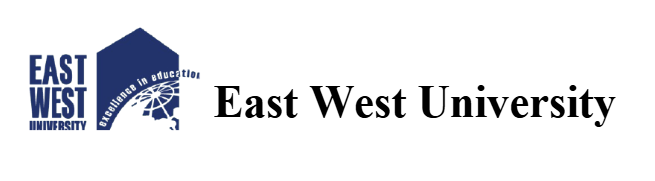 EAST
WEST
UNIVERSITY
excellence in education
East West University